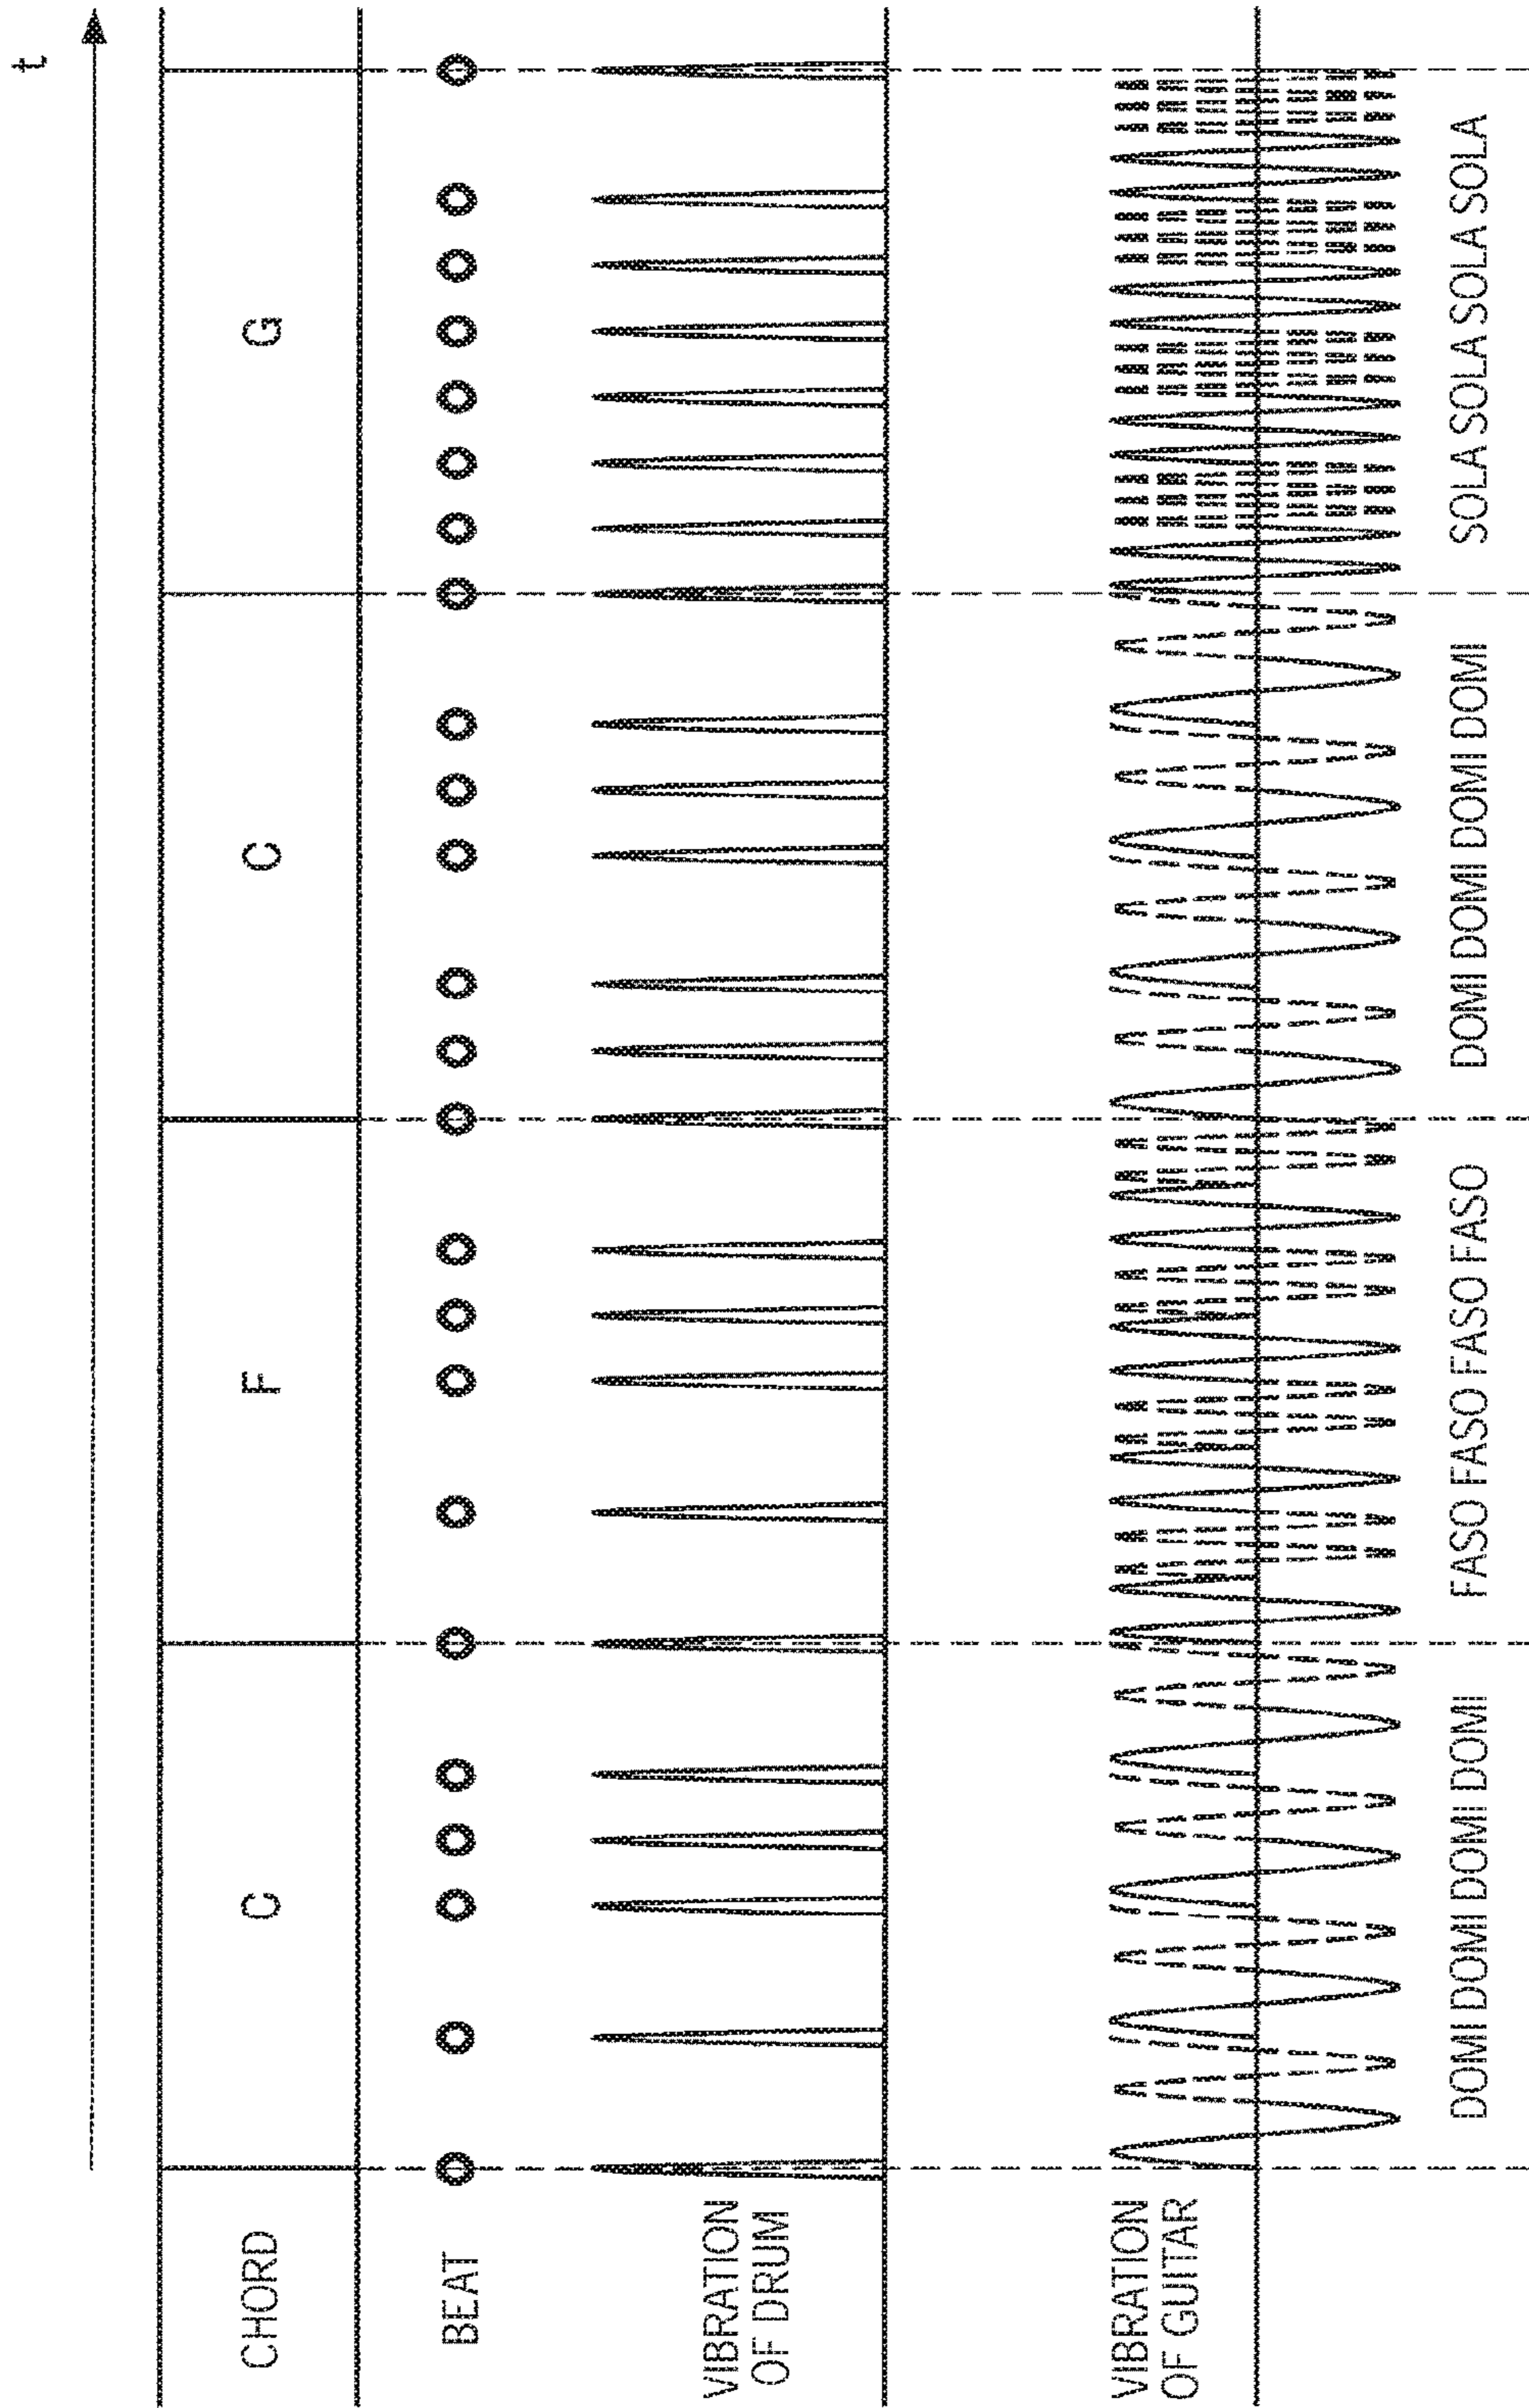 t
CHORD
C
F
C
G
BEAT
VIBRATION
OF DRUM
VIBRATION
OF GUITAR
DOMI DOMI DOMI DOMI
FASO FASO FASO FASO
DOMI DOMI DOMI DOMI
SOLA SOLA SOLA SOLA